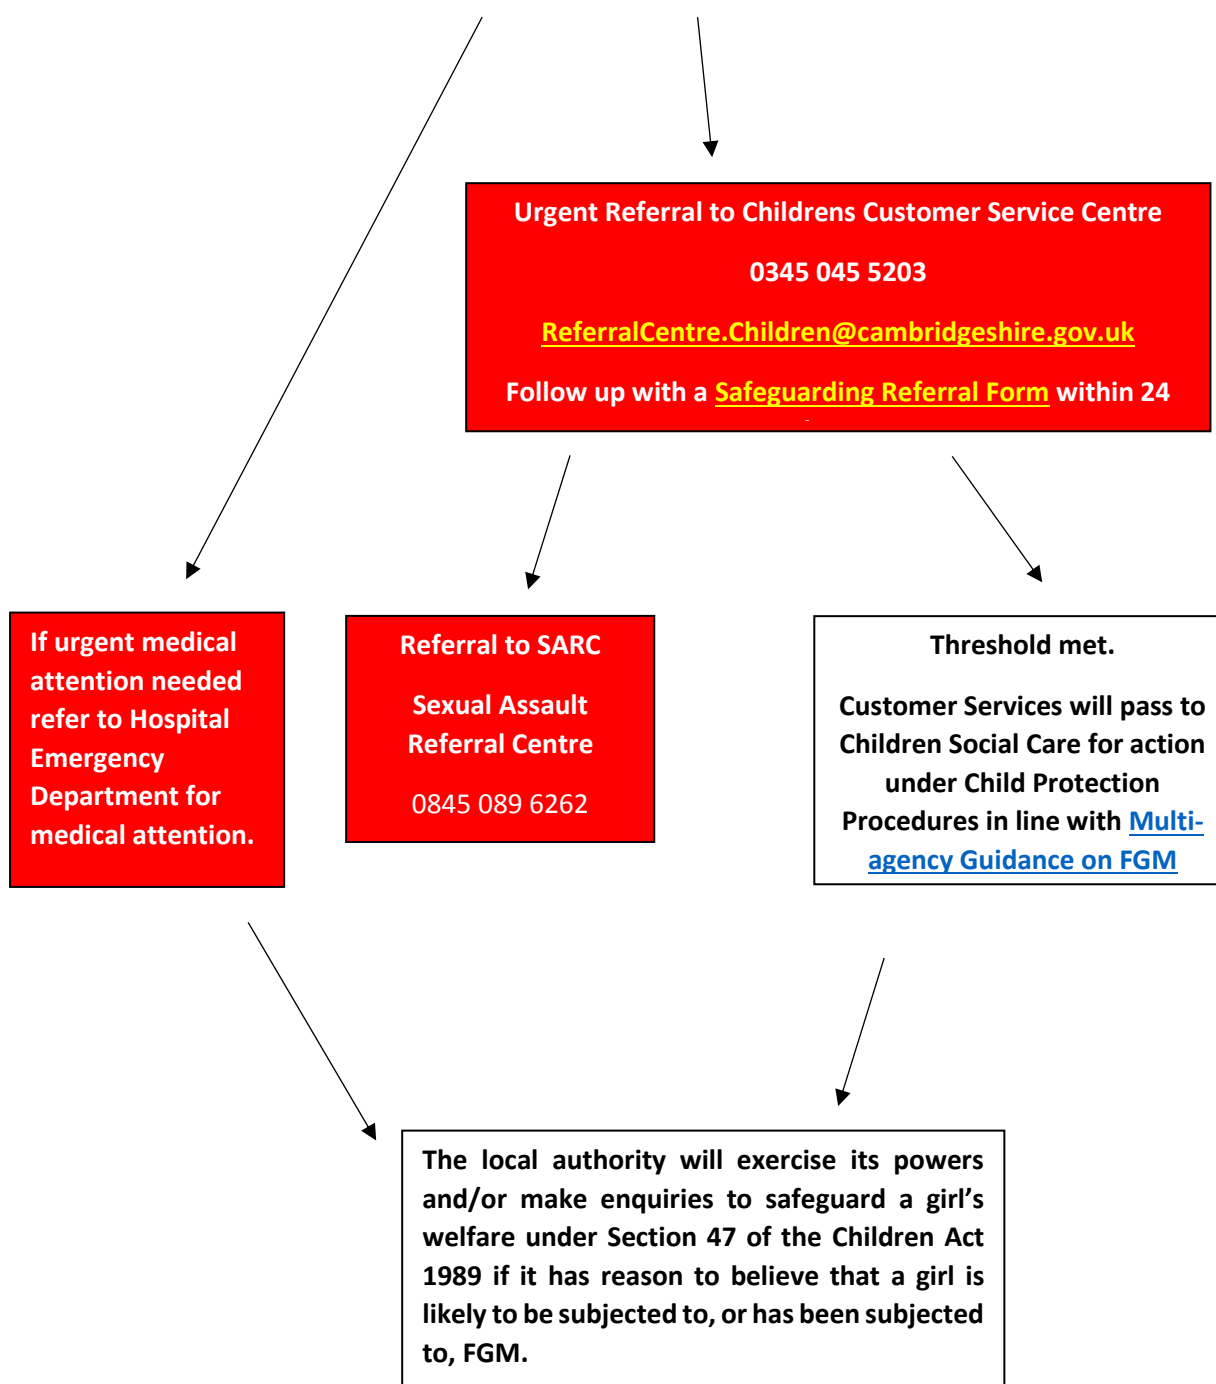 Urgent Referral to Childrens Customer Service Centre
0345 045 5203
ReferralCentre.Children@cambridgeshire.gov.uk
Follow up with a Safeguarding Referral Form within 24
If urgent medical
attention needed
refer to Hospital
Emergency
Department for
medical attention.
Referral to SARC
Sexual Assault
Referral Centre
0845 089 6262
Threshold met.
Customer Services will pass to
Children Social Care for action
under Child Protection
Procedures in line with Multi-
agency Guidance on FGM
The local authority will exercise its powers
and/or make enquiries to safeguard a girl’s
welfare under Section 47 of the Children Act
1989 if it has reason to believe that a girl is
likely to be subjected to, or has been subjected
to, FGM.